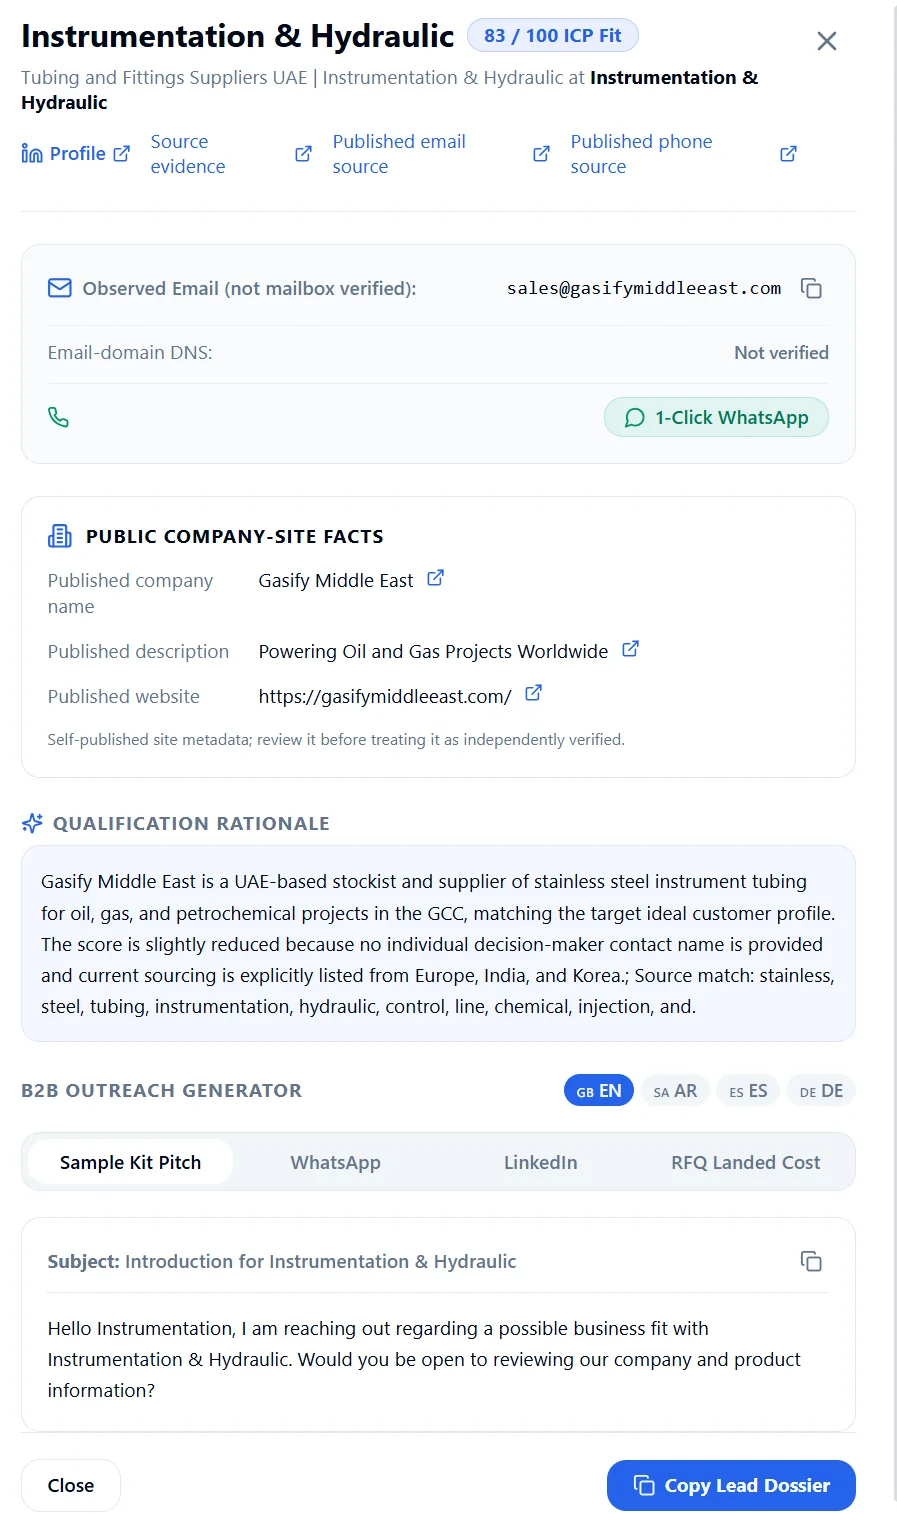 Instrumentation & Hydraulic
83 / 100 ICP Fit
Tubing and Fittings Suppliers UAE | Instrumentation & Hydraulic at Instrumentation &
Hydraulic
Profile
Source
evidence
Published email
source
Published phone
source
Observed Email (not mailbox verified):
sales@gasifymiddleeast.com
Email-domain DNS:
Not verified
1-Click WhatsApp
PUBLIC COMPANY-SITE FACTS
Published company
name
Gasify Middle East
Published description
Powering Oil and Gas Projects Worldwide
Published website
https://gasifymiddleeast.com/
Self-published site metadata; review it before treating it as independently verified.
QUALIFICATION RATIONALE
Gasify Middle East is a UAE-based stockist and supplier of stainless steel instrument tubing
for oil, gas, and petrochemical projects in the GCC, matching the target ideal customer profile.
The score is slightly reduced because no individual decision-maker contact name is provided
and current sourcing is explicitly listed from Europe, India, and Korea.; Source match: stainless,
steel, tubing, instrumentation, hydraulic, control, line, chemical, injection, and.
B2B OUTREACH GENERATOR
GB EN
SA AR
ES ES
DE DE
Sample Kit Pitch
WhatsApp
LinkedIn
RFQ Landed Cost
Subject: Introduction for Instrumentation & Hydraulic
Hello Instrumentation, I am reaching out regarding a possible business fit with
Instrumentation & Hydraulic. Would you be open to reviewing our company and product
information?
Close
Copy Lead Dossier